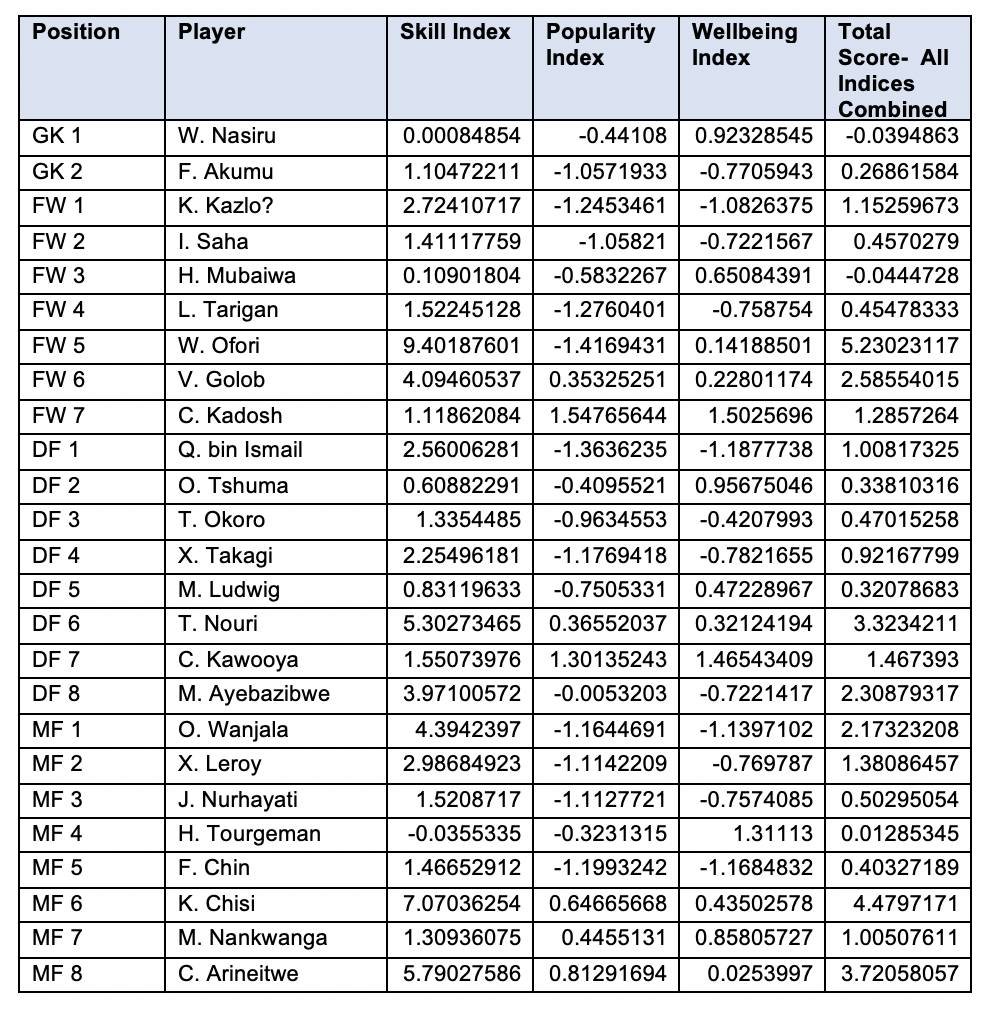 Position Player Skill Index Popularity Index Wellbeing Index Total Score- All Indices Combined
GK 1 W. Nasiru 0.00084854 -0.44108 0.92328545 -0.0394863
GK 2 F. Akumu 1.10472211 -1.0571933 -0.7705943 0.26861584
FW 1 K. Kazlo? 2.72410717 -1.2453461 -1.0826375 1.15259673
FW 2 I. Saha 1.41117759 -1.05821 -0.7221567 0.4570279
FW 3 H. Mubaiwa 0.10901804 -0.5832267 0.65084391 -0.0444728
FW 4 L. Tarigan 1.52245128 -1.2760401 -0.758754 0.45478333
FW 5 W. Ofori 9.40187601 -1.4169431 0.14188501 5.23023117
FW 6 V. Golob 4.09460537 0.35325251 0.22801174 2.58554015
FW 7 C. Kadosh 1.11862084 1.54765644 1.5025696 1.2857264
DF 1 Q. bin Ismail 2.56006281 -1.3636235 -1.1877738 1.00817325
DF 2 O. Tshuma 0.60882291 -0.4095521 0.95675046 0.33810316
DF 3 T. Okoro 1.3354485 -0.9634553 -0.4207993 0.47015258
DF 4 X. Takagi 2.25496181 -1.1769418 -0.7821655 0.92167799
DF 5 M. Ludwig 0.83119633 -0.7505331 0.47228967 0.32078683
DF 6 T. Nouri 5.30273465 0.36552037 0.32124194 3.3234211
DF 7 C. Kawooya 1.55073976 1.30135243 1.46543409 1.467393
DF 8 M. Ayebazibwe 3.97100572 -0.0053203 -0.7221417 2.30879317
MF 1 O. Wanjala 4.3942397 -1.1644691 -1.1397102 2.17323208
MF 2 X. Leroy 2.98684923 -1.1142209 -0.769787 1.38086457
MF 3 J. Nurhayati 1.5208717 -1.1127721 -0.7574085 0.50295054
MF 4 H. Tourgeman -0.0355335 -0.3231315 1.31113 0.01285345
MF 5 F. Chin 1.46652912 -1.1993242 -1.1684832 0.40327189
MF 6 K. Chisi 7.07036254 0.64665668 0.43502578 4.4797171
MF 7 M. Nankwanga 1.30936075 0.4455131 0.85805727 1.00507611
MF 8 C. Arineitwe 5.79027586 0.81291694 0.0253997 3.72058057